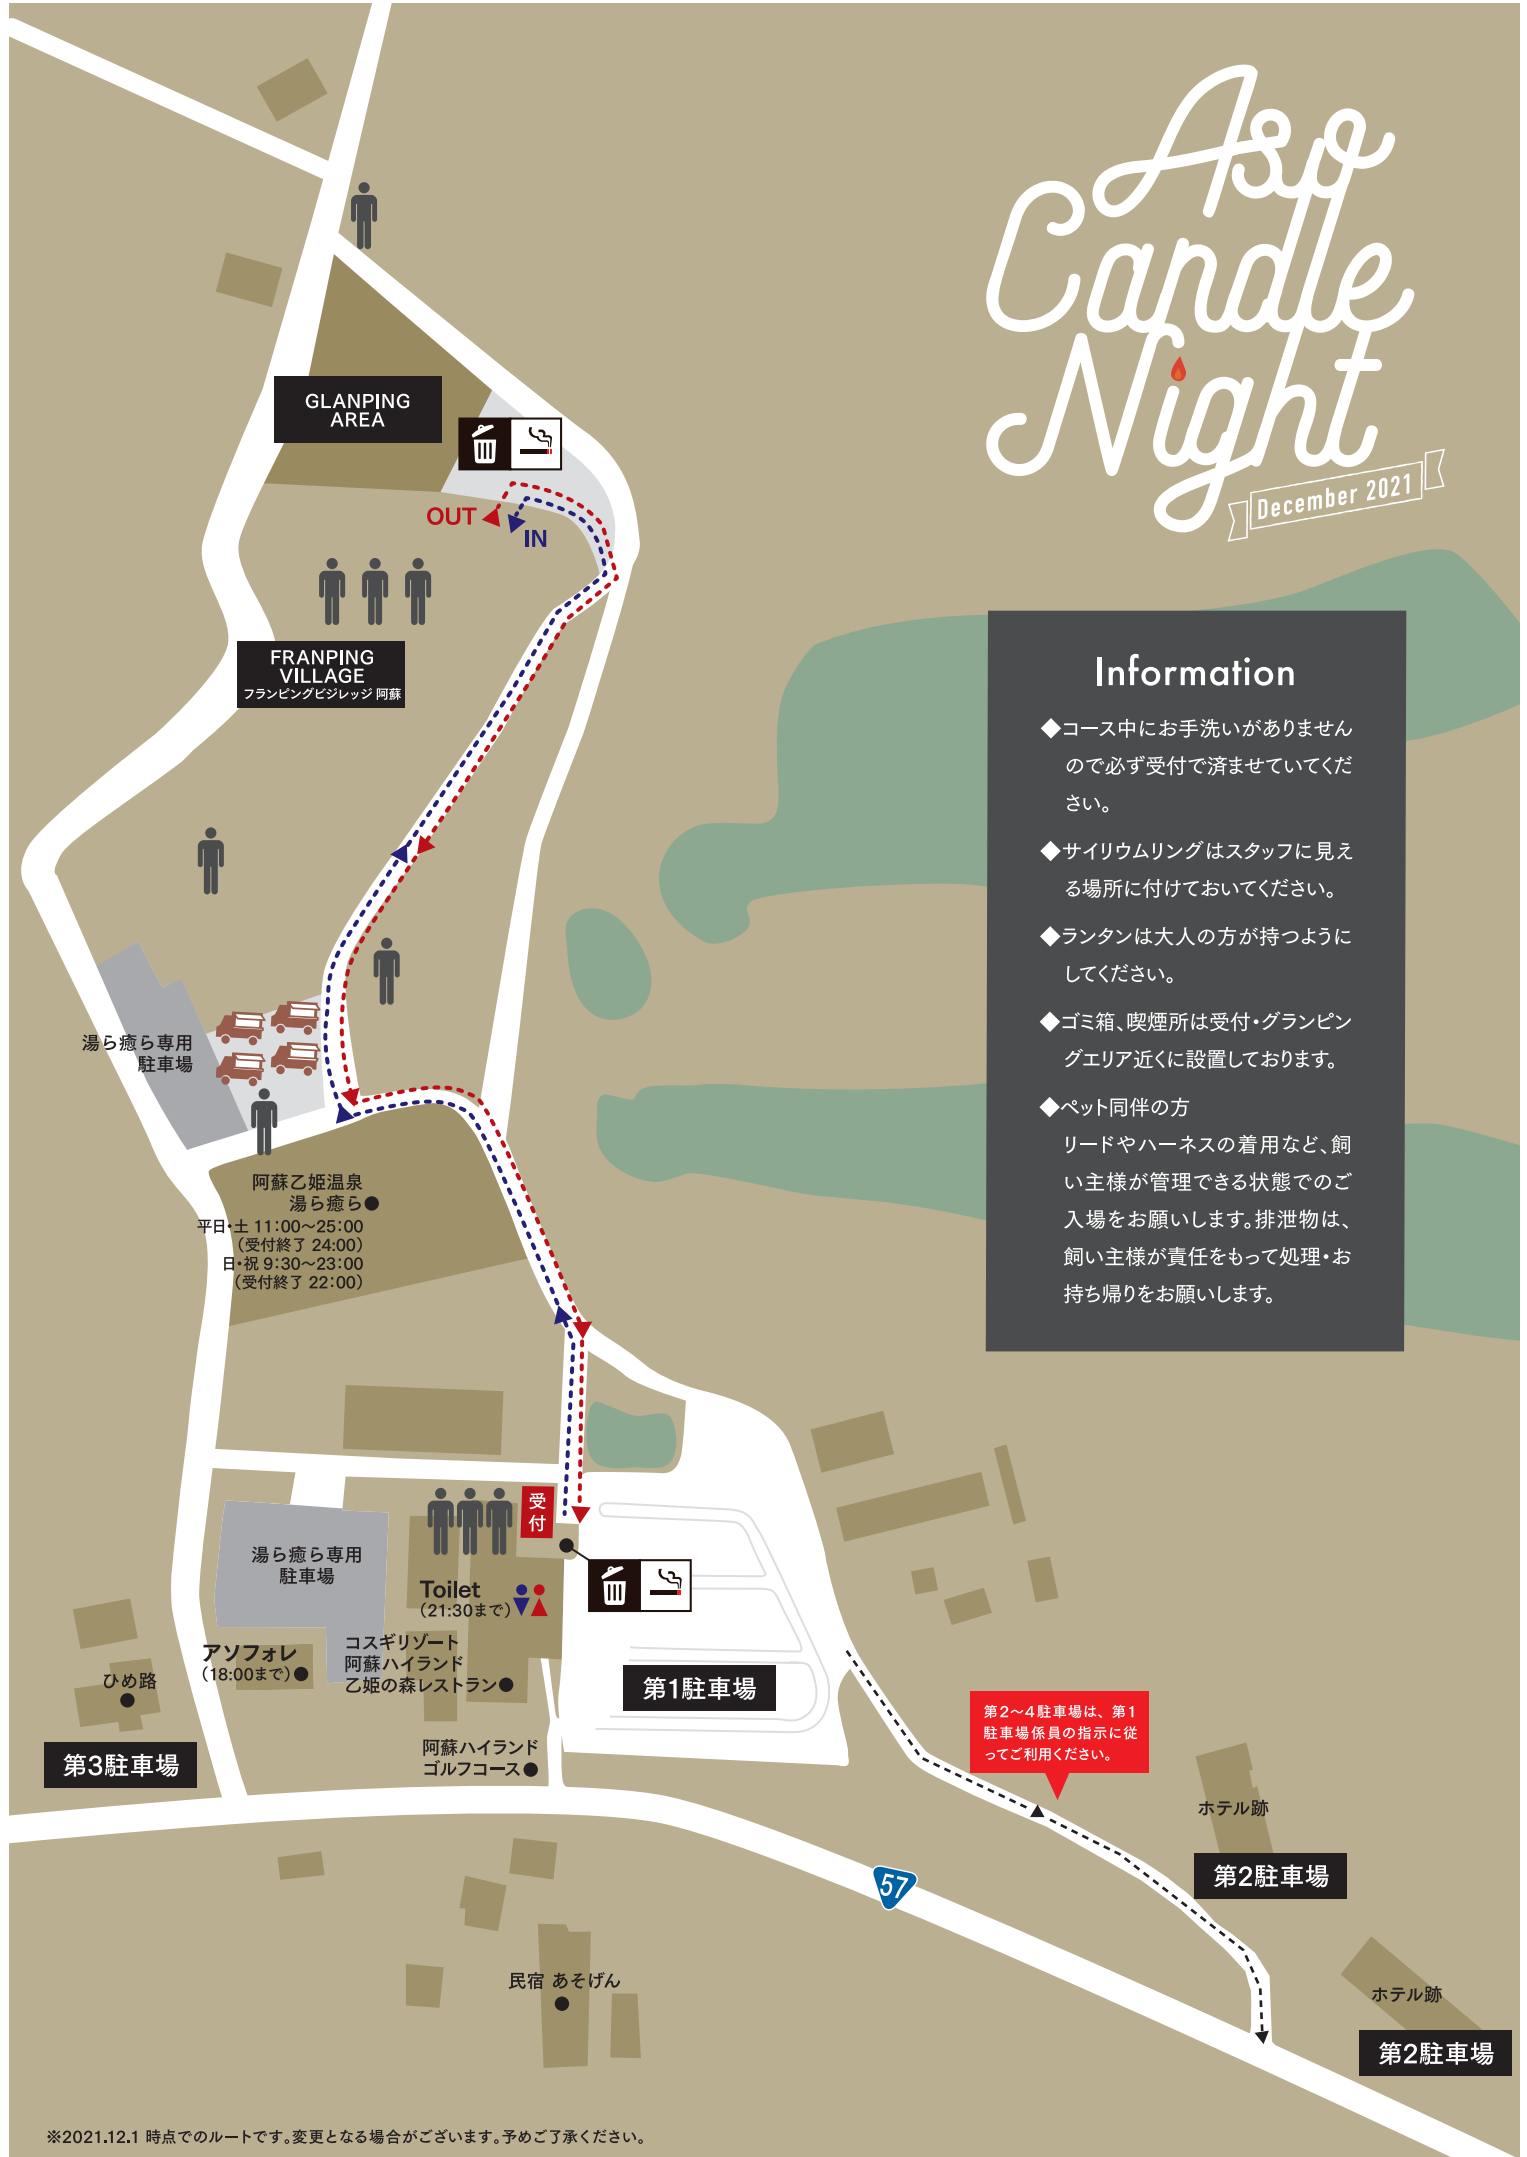 Aso
Candle
Night
December 2021
GLANPING
AREA
OUT
IN
FRANPING
VILLAGE
フランピングビジレッジ 阿蘇
Information
◆コース中にお手洗いがありません
ので必ず受付で済ませていてくだ
さい。
◆サイリウムリングはスタッフに見え
る場所に付けておいてください。
◆ランタンは大人の方が持つように
してください。
◆ゴミ箱、喫煙所は受付・グランピン
グエリア近くに設置しております。
◆ペット同伴の方
リードやハーネスの着用など、飼
い主様が管理できる状態でのご
入場をお願いします。排泄物は、
飼い主様が責任をもって処理・お
持ち帰りをお願いします。
湯ら癒ら専用
駐車場
阿蘇乙姫温泉
湯ら癒ら●
平日・土 11:00〜25:00
(受付終了 24:00)
日・祝 9:30〜23:00
(受付終了 22:00)
受
付
湯ら癒ら専用
駐車場
Toilet
(21:30まで)
アソフォレ
(18:00まで)●
コスギリゾート
阿蘇ハイランド
乙姫の森レストラン●
ひめ路
第1駐車場
第3駐車場
阿蘇ハイランド
ゴルフコース●
第2〜4駐車場は、第1
駐車場係員の指示に従
ってご利用ください。
ホテル跡
第2駐車場
57
民宿 あそげん
ホテル跡
第2駐車場
※2021.12.1 時点でのルートです。変更となる場合がございます。予めご了承ください。